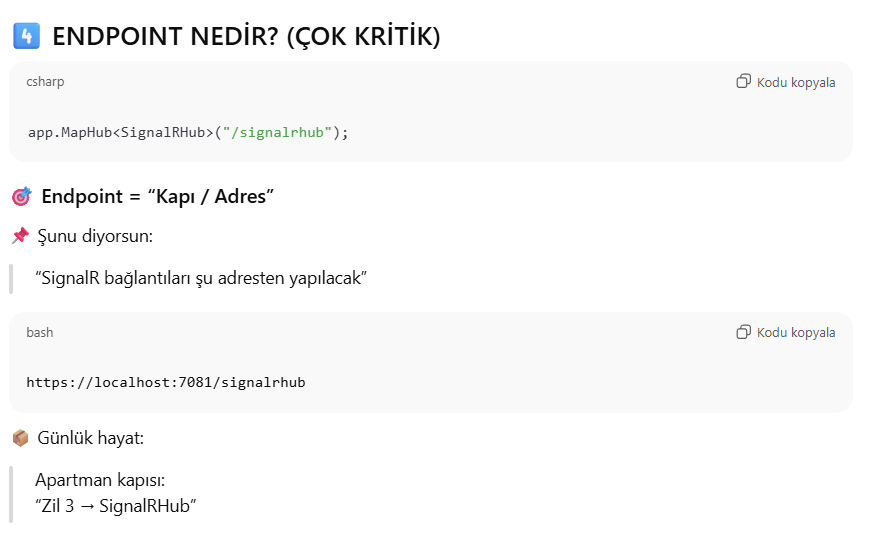 4 ENDPOINT NEDİR? (ÇOK KRİTİK)
csharp
Kodu kopyala
app.MapHub<SignalRHub>("/signalrhub");
Endpoint = “Kapı / Adres”
Şunu diyorsun:
“SignalR bağlantıları şu adresten yapılacak”
bash
Kodu kopyala
https://localhost:7081/signalrhub
Günlük hayat:
Apartman kapısı:
“Zil 3 → SignalRHub”